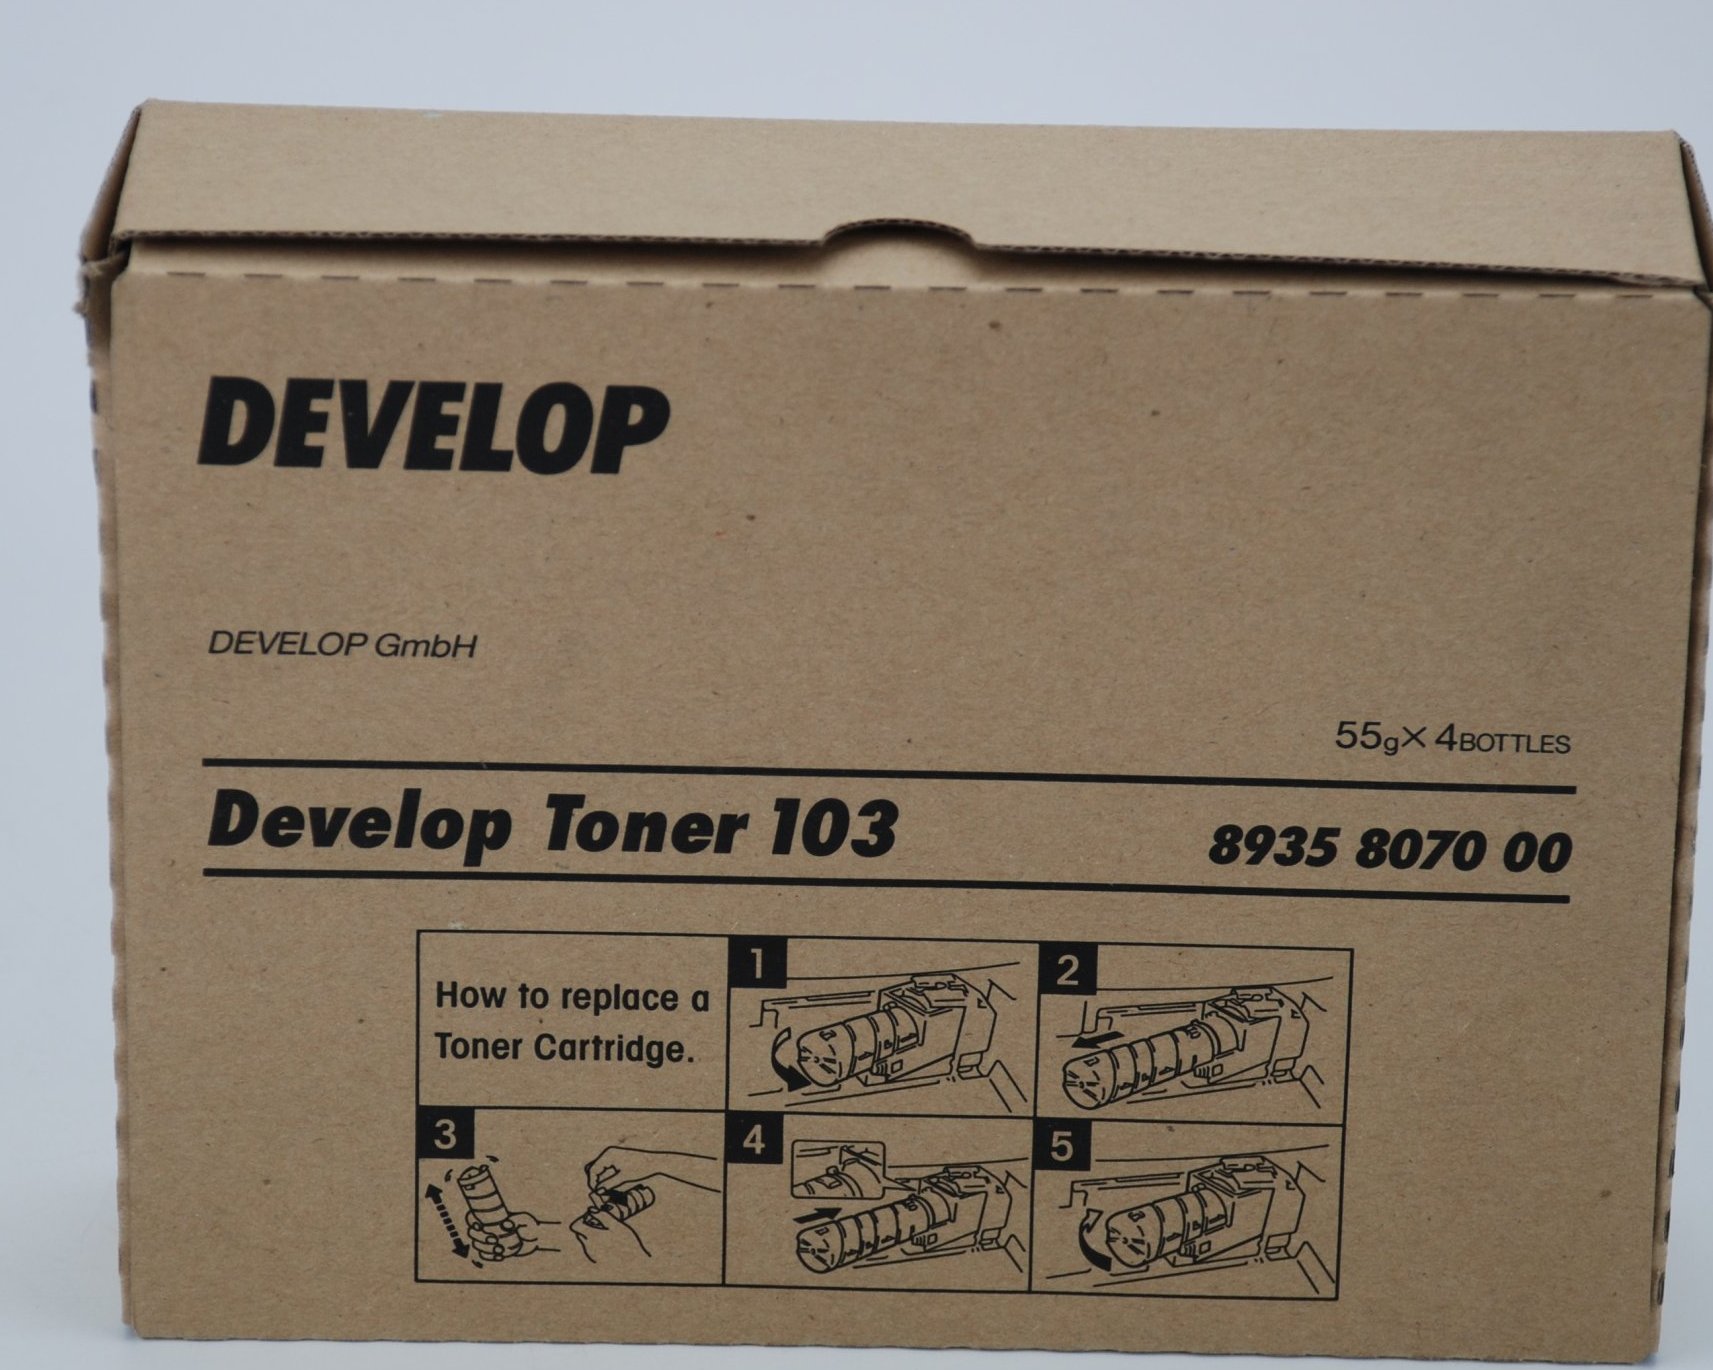 DEVELOP
DEVELOP GmbH
55g× 4BOTTLES
Develop Toner 103
8935 8070 00
How to replace a
Toner Cartridge.
1
2
3
4
5